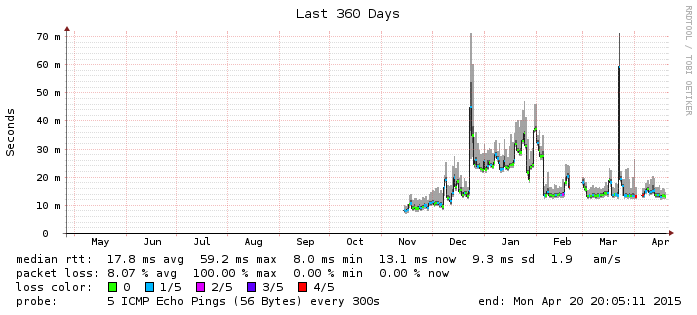 Last 360 Days
RRDTOOL / TOBI OETIKER
Seconds
70 m
60 m
50 m
40 m
30 m
20 m
10 m
0
May Jun Jul Aug Sep Oct Nov Dec Jan Feb Mar Apr
median rtt: 17.8 ms avg 59.2 ms max 8.0 ms min 13.1 ms now 9.3 ms sd 1.9 am/s
packet loss: 8.07 % avg 100.00 % max 0.00 % min 0.00 % now
loss color: 0 1/5 2/5 3/5 4/5
probe: 5 ICMP Echo Pings (56 Bytes) every 300s end: Mon Apr 20 20:05:11 2015